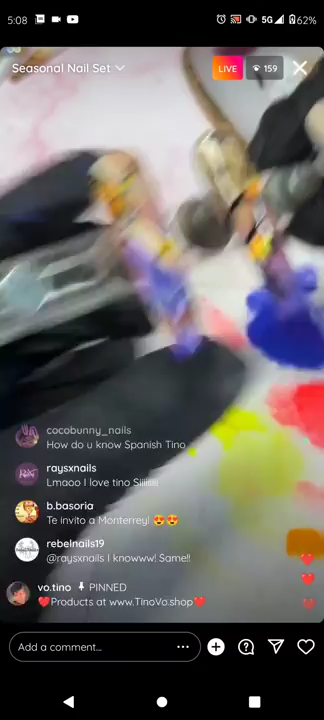 5:08
5G 62%
Seasonal Nail Set
LIVE
159
cocobunny_nails
How do u know Spanish Tino
raysxnails
Lmaoo I love tino Siiiiiii
b.basoria
Te invito a Monterrey! 😍😍
rebelnails19
@raysxnails I knowww! Same!!
vo.tino PINNED
❤️Products at www.TinoVo.shop❤️
Add a comment...